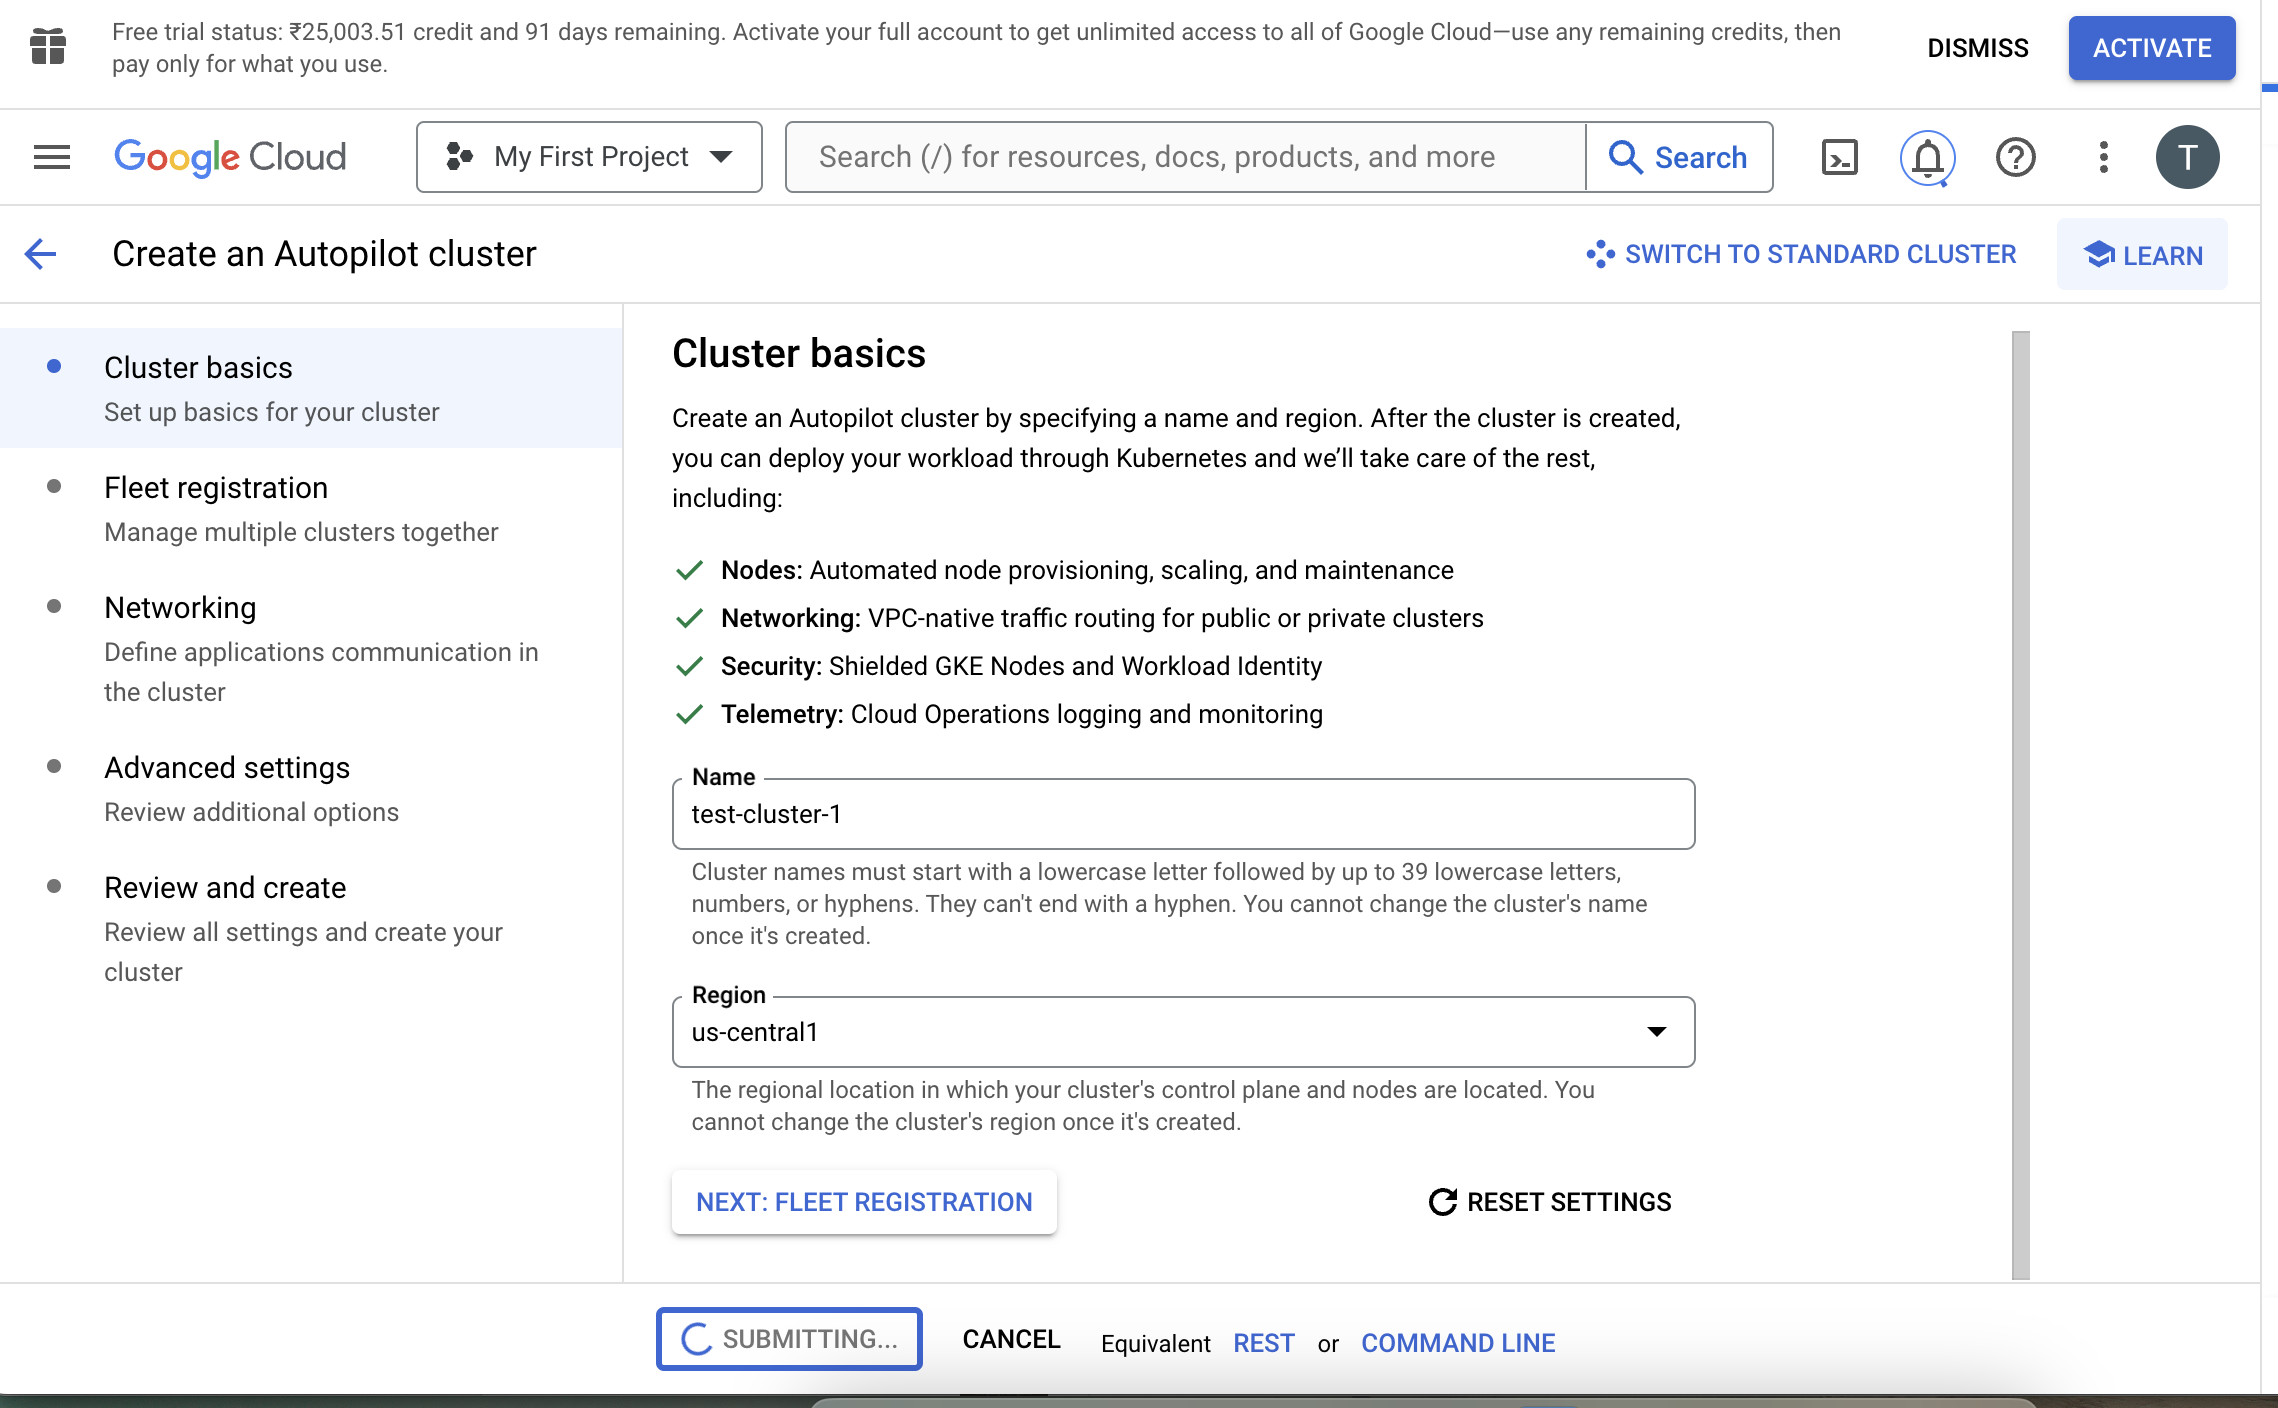 Free trial status: ₹25,003.51 credit and 91 days remaining. Activate your full account to get unlimited access to all of Google Cloud—use any remaining credits, then
pay only for what you use.
DISMISS
ACTIVATE
Google Cloud
My First Project
Search (/) for resources, docs, products, and more
Search
T
Create an Autopilot cluster
SWITCH TO STANDARD CLUSTER
LEARN
Cluster basics
Set up basics for your cluster
Fleet registration
Manage multiple clusters together
Networking
Define applications communication in
the cluster
Advanced settings
Review additional options
Review and create
Review all settings and create your
cluster
Cluster basics
Create an Autopilot cluster by specifying a name and region. After the cluster is created,
you can deploy your workload through Kubernetes and we’ll take care of the rest,
including:
Nodes: Automated node provisioning, scaling, and maintenance
Networking: VPC-native traffic routing for public or private clusters
Security: Shielded GKE Nodes and Workload Identity
Telemetry: Cloud Operations logging and monitoring
Name
test-cluster-1
Cluster names must start with a lowercase letter followed by up to 39 lowercase letters,
numbers, or hyphens. They can't end with a hyphen. You cannot change the cluster's name
once it's created.
Region
us-central1
The regional location in which your cluster's control plane and nodes are located. You
cannot change the cluster's region once it's created.
NEXT: FLEET REGISTRATION
RESET SETTINGS
SUBMITTING...
CANCEL
Equivalent REST or COMMAND LINE